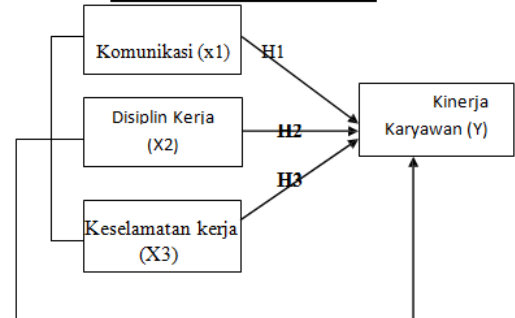 Komunikasi (x1)
H1
Kinerja
Karyawan (Y)
Disiplin Kerja
(X2)
H2
H3
Keselamatan kerja
(X3)